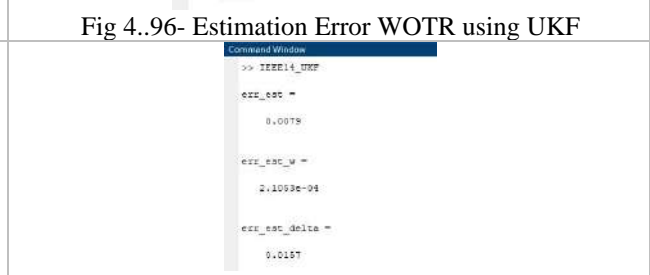 Fig 4..96- Estimation Error WOTR using UKF
Command Window
>> IEEE14_UKF
err_est =
0.0079
err_est_w =
2.1053e-04
err_est_delta =
0.0157